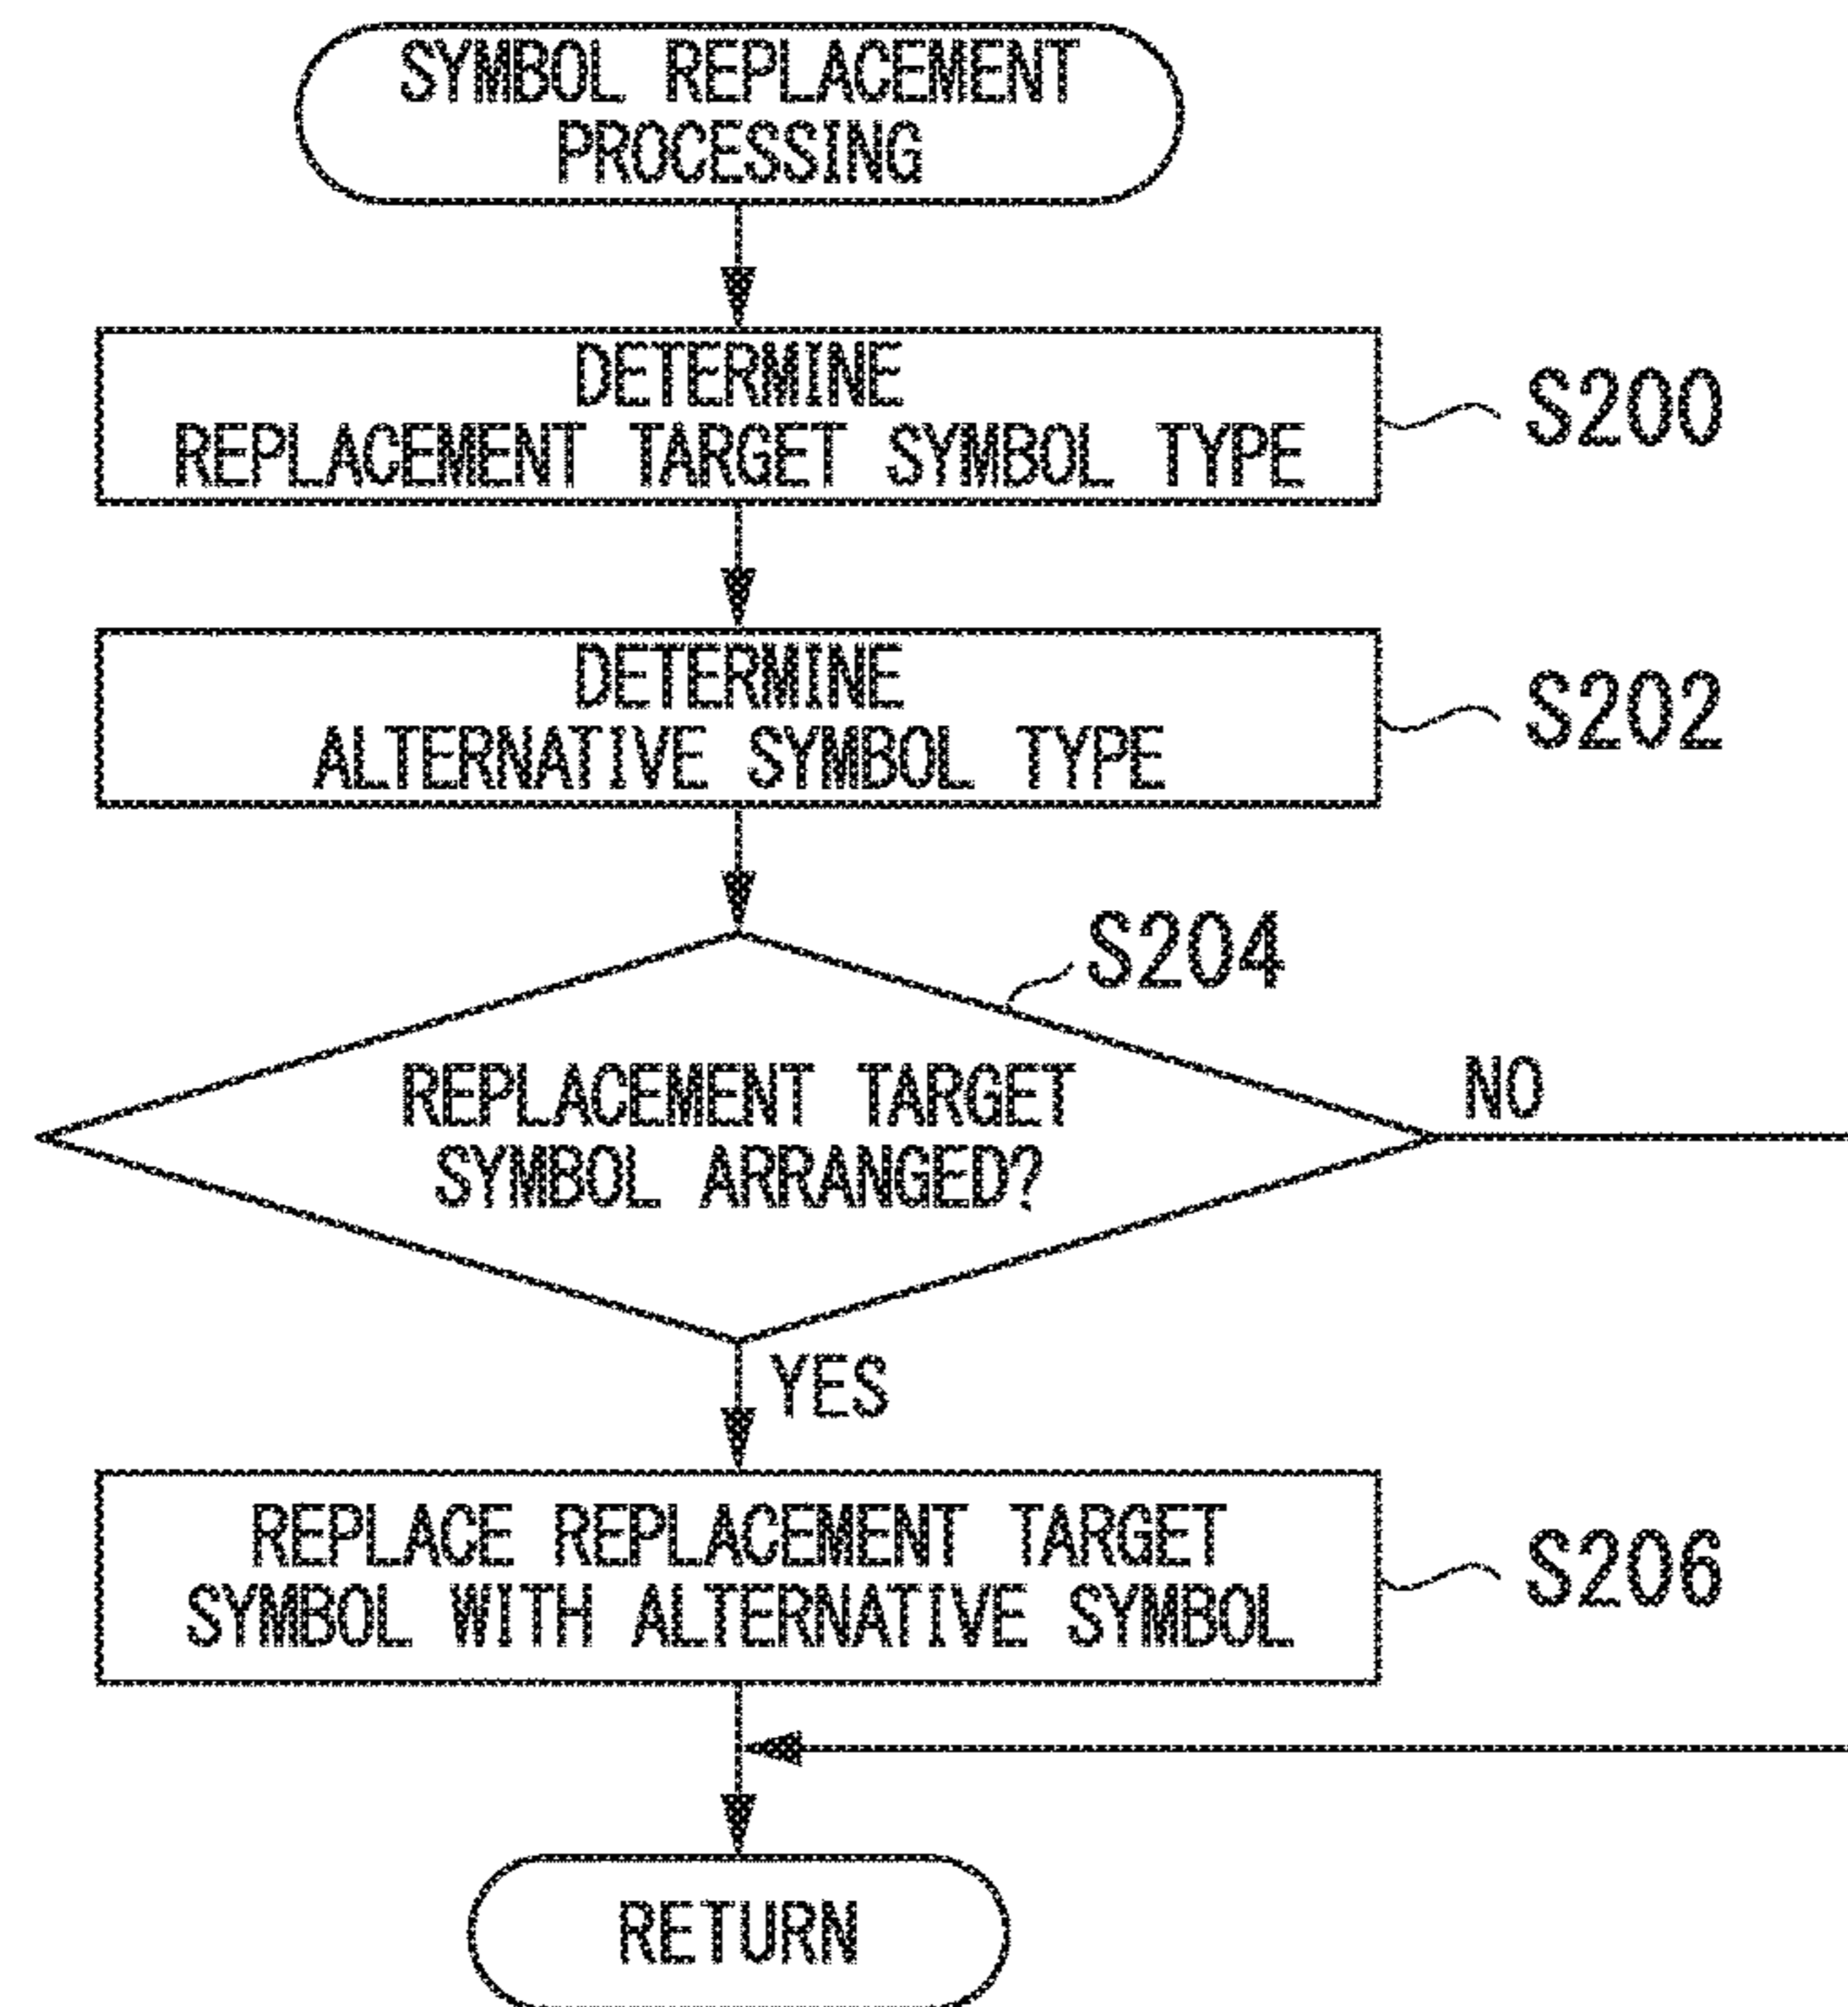 SYMBOL REPLACEMENT
PROCESSING
DETERMINE
REPLACEMENT TARGET SYMBOL TYPE
S200
DETERMINE
ALTERNATIVE SYMBOL TYPE
S202
S204
REPLACEMENT TARGET
SYMBOL ARRANGED?
NO
YES
REPLACE REPLACEMENT TARGET
SYMBOL WITH ALTERNATIVE SYMBOL
S206
RETURN